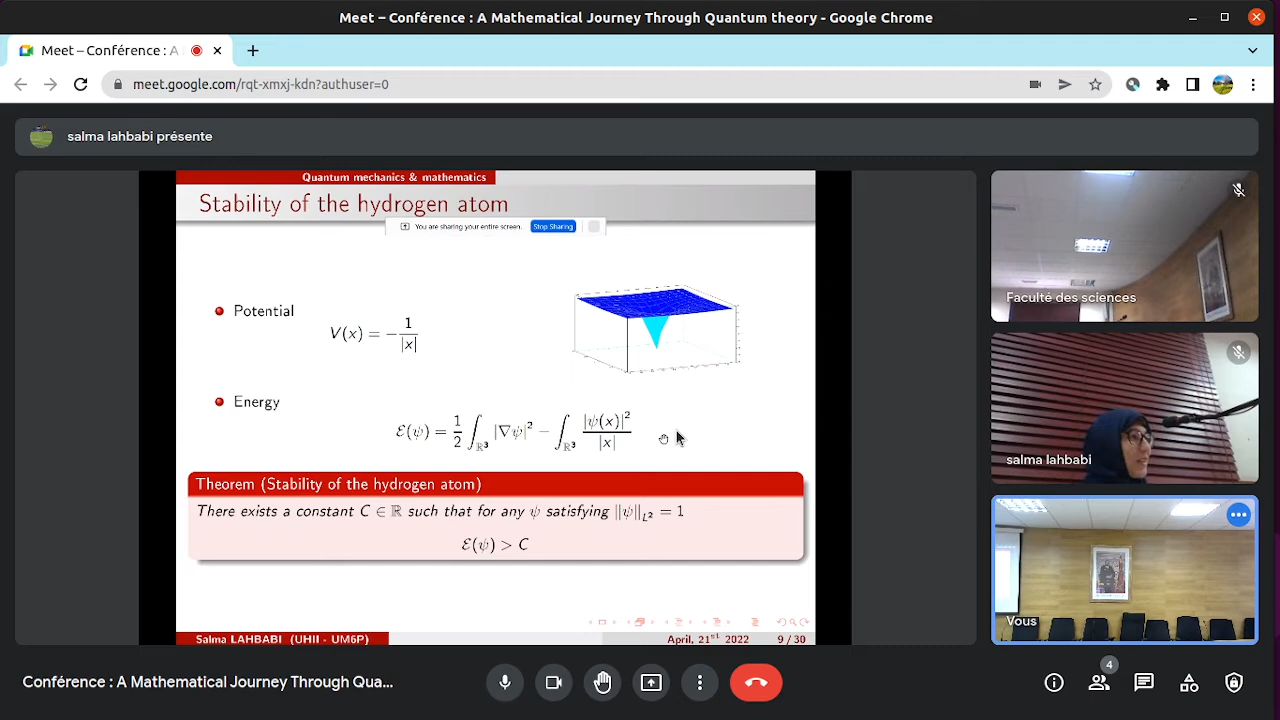 Meet – Conférence : A Mathematical Journey Through Quantum theory - Google Chrome
Meet – Conférence : A
meet.google.com/rqt-xmxj-kdn?authuser=0
salma lahbabi présente
Quantum mechanics & mathematics
Stability of the hydrogen atom
You are sharing your entire screen. Stop Sharing
Potential
V(x) = −1/|x|
Energy
ℰ(ψ) = 1/2 ∫_ℝ³ |∇ψ|² − ∫_ℝ³ |ψ(x)|²/|x|
Theorem (Stability of the hydrogen atom)
There exists a constant C ∈ ℝ such that for any ψ satisfying ‖ψ‖_L² = 1
ℰ(ψ) > C
Salma LAHBABI (UHII - UM6P) April, 21st 2022 9 / 30
Faculté des sciences
salma lahbabi
Vous
Conférence : A Mathematical Journey Through Qua...
4